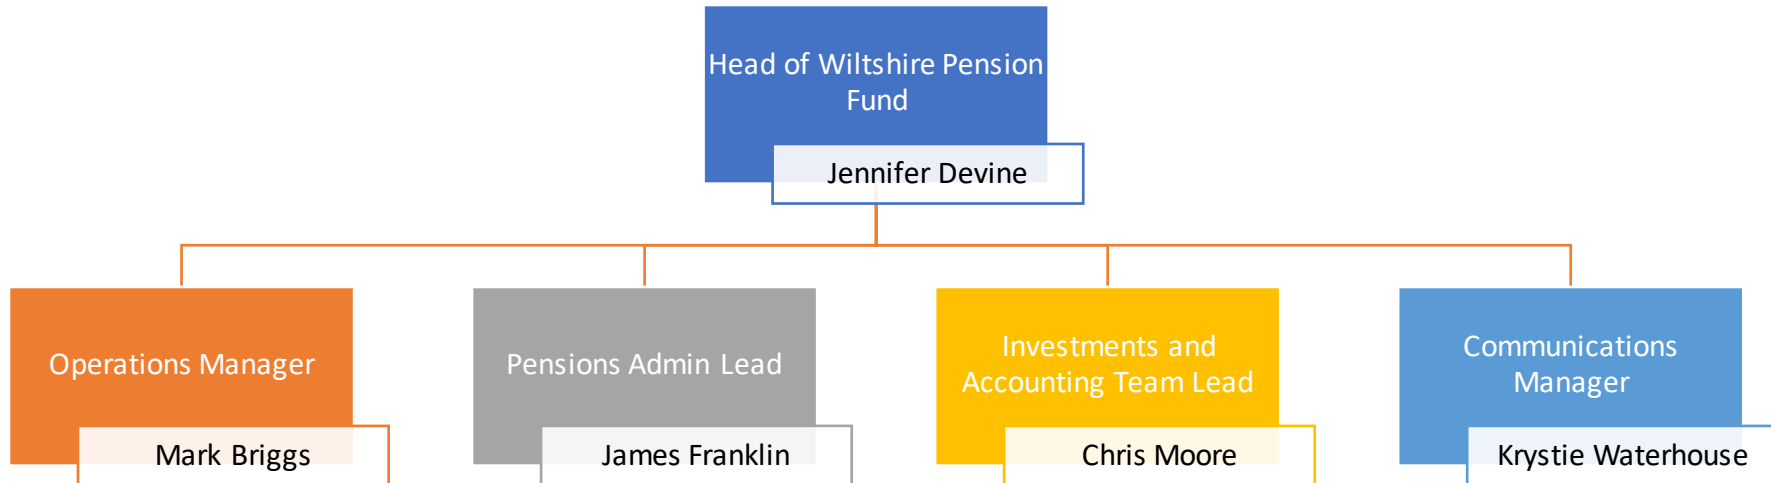 Head of Wiltshire Pension
Fund
Jennifer Devine
Operations Manager
Mark Briggs
Pensions Admin Lead
James Franklin
Investments and
Accounting Team Lead
Chris Moore
Communications
Manager
Krystie Waterhouse